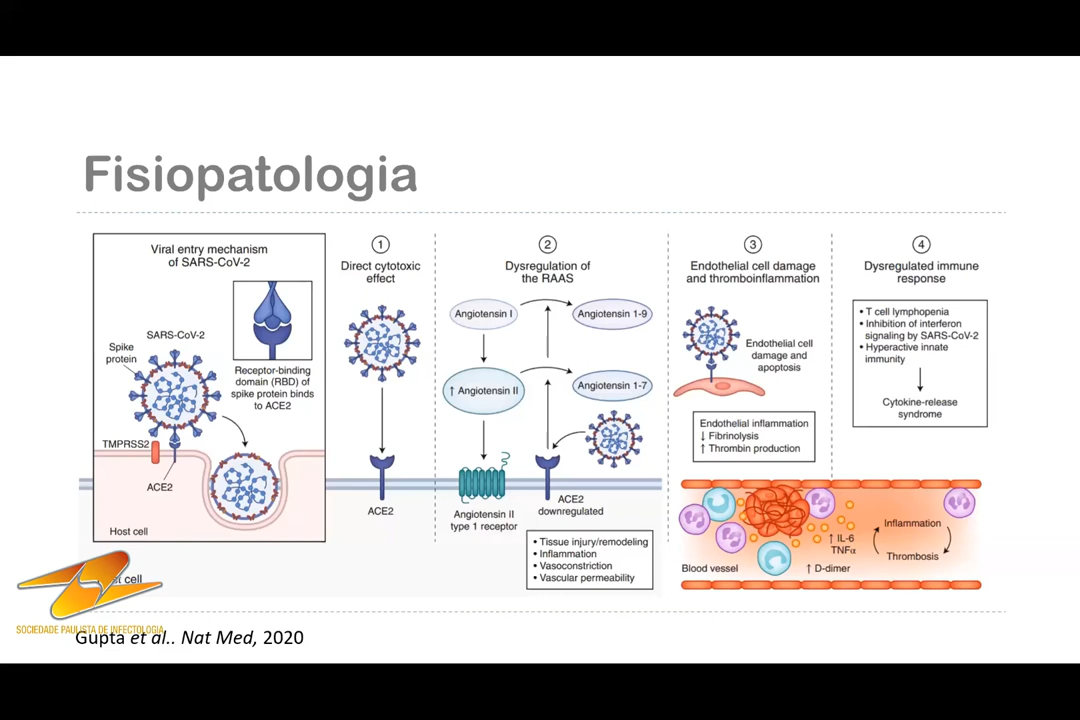 Fisiopatologia
Viral entry mechanism
of SARS-CoV-2
SARS-CoV-2
Spike
protein
Receptor-binding
domain (RBD) of
spike protein binds
to ACE2
TMPRSS2
ACE2
Host cell
1
Direct cytotoxic
effect
ACE2
2
Dysregulation of
the RAAS
Angiotensin I
Angiotensin 1-9
↑ Angiotensin II
Angiotensin 1-7
Angiotensin II
type 1 receptor
ACE2
downregulated
• Tissue injury/remodeling
• Inflammation
• Vasoconstriction
• Vascular permeability
3
Endothelial cell damage
and thromboinflammation
Endothelial cell
damage and
apoptosis
Endothelial inflammation
↓ Fibrinolysis
↑ Thrombin production
4
Dysregulated immune
response
• T cell lymphopenia
• Inhibition of interferon
signaling by SARS-CoV-2
• Hyperactive innate
immunity
Cytokine-release
syndrome
Blood vessel
↑ IL-6
TNFα
↑ D-dimer
Inflammation
Thrombosis
cell
SOCIEDADE PAULISTA DE INFECTOLOGIA
Gupta et al.. Nat Med, 2020